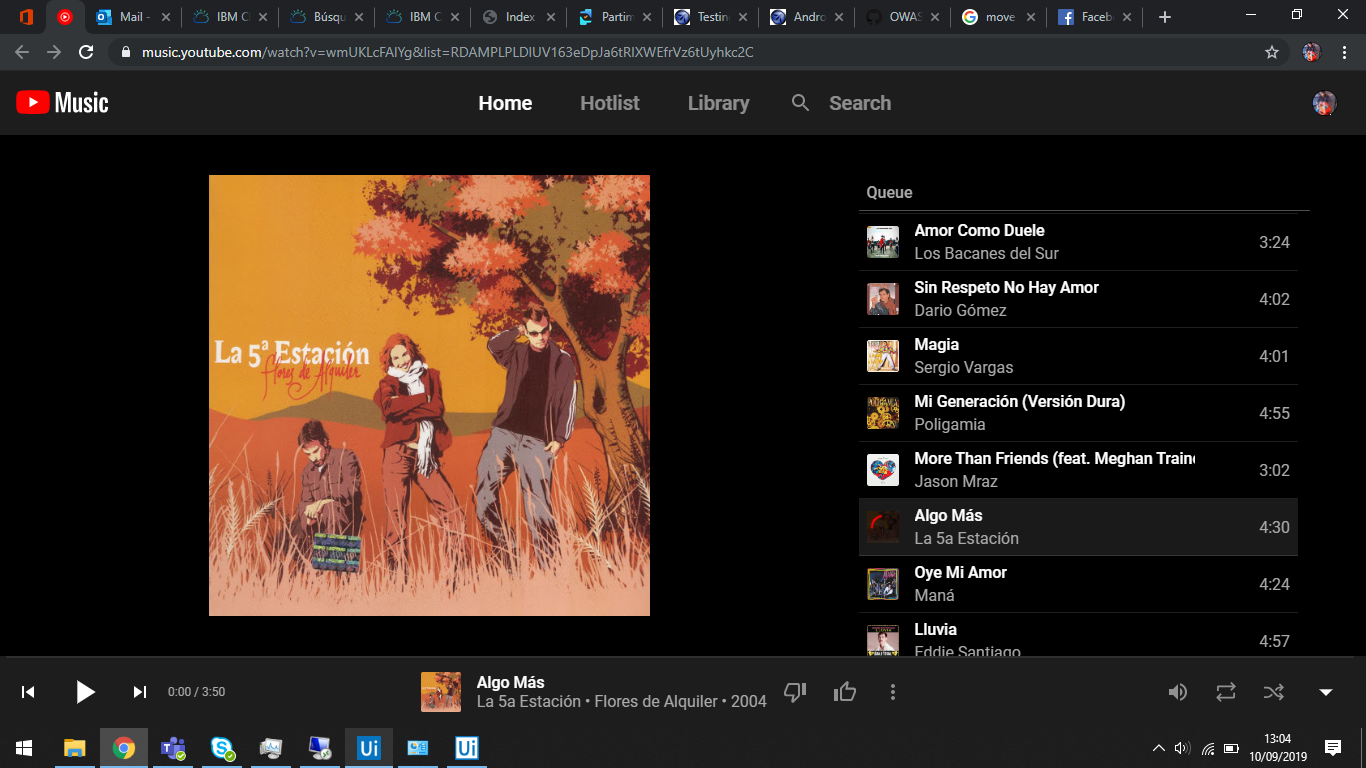 Mail -
IBM C
Búsqu
IBM C
Index
Partim
Testin
Andro
OWAS
move
Faceb
music.youtube.com/watch?v=wmUKLcFAIYg&list=RDAMPLPLDIUV163eDpJa6tRIXWEfrVz6tUyhkc2C
Music
Home
Hotlist
Library
Search
La 5ª Estación
Flores de Alquiler
Queue
Amor Como Duele
Los Bacanes del Sur
3:24
Sin Respeto No Hay Amor
Dario Gómez
4:02
Magia
Sergio Vargas
4:01
Mi Generación (Versión Dura)
Poligamia
4:55
More Than Friends (feat. Meghan Traino
Jason Mraz
3:02
Algo Más
La 5a Estación
4:30
Oye Mi Amor
Maná
4:24
Lluvia
Eddie Santiago
4:57
0:00 / 3:50
Algo Más
La 5a Estación • Flores de Alquiler • 2004
Ui
Ui
13:04
10/09/2019